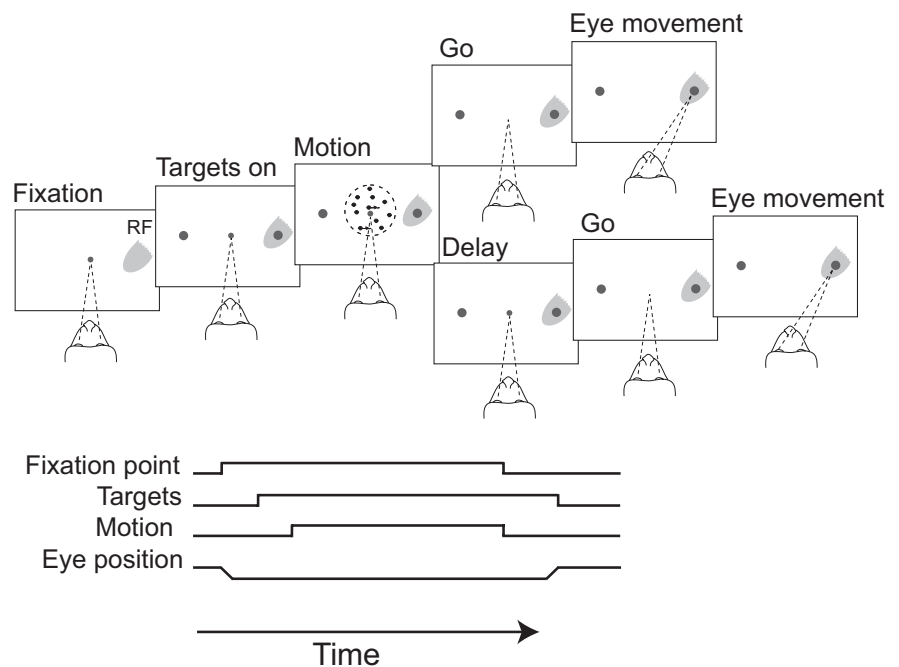 Fixation
RF
Targets on
Motion
Go
Eye movement
Delay
Go
Eye movement
Fixation point
Targets
Motion
Eye position
Time